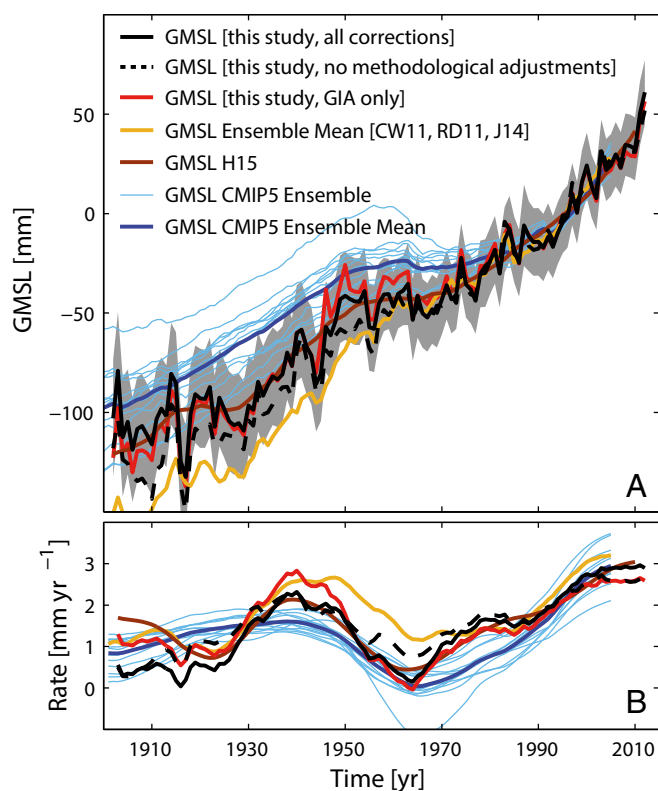 GMSL [this study, all corrections]
GMSL [this study, no methodological adjustments]
GMSL [this study, GIA only]
GMSL Ensemble Mean [CW11, RD11, J14]
GMSL H15
GMSL CMIP5 Ensemble
GMSL CMIP5 Ensemble Mean
50
0
−50
−100
GMSL [mm]
A
3
2
1
0
Rate [mm yr −1]
B
1910 1930 1950 1970 1990 2010
Time [yr]